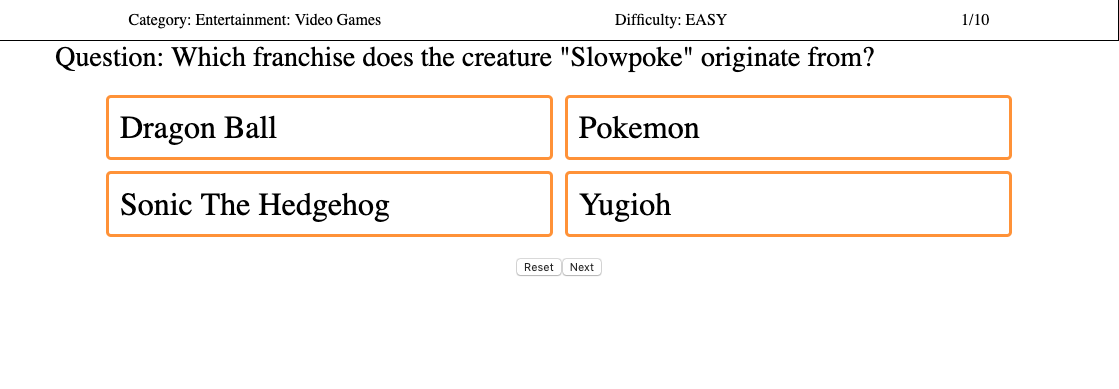 Category: Entertainment: Video Games Difficulty: EASY 1/10
Question: Which franchise does the creature "Slowpoke" originate from?
Dragon Ball Pokemon
Sonic The Hedgehog Yugioh
Reset Next